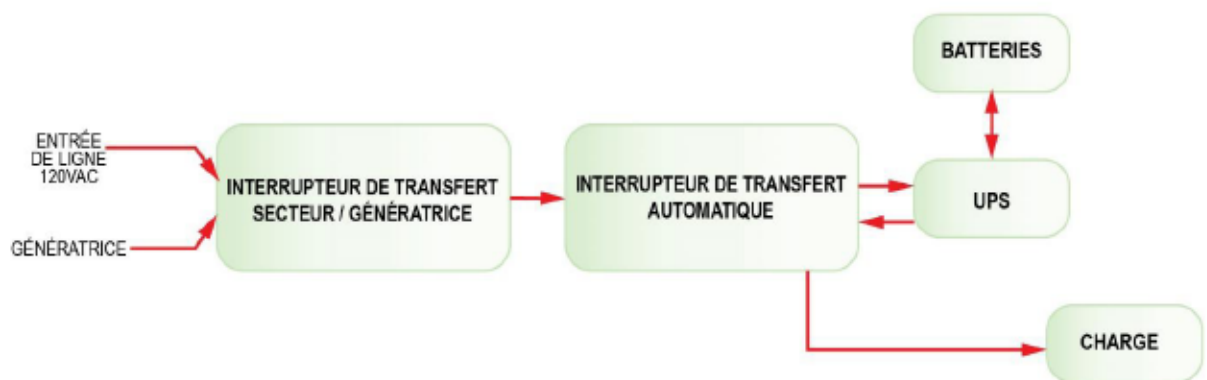 BATTERIES
ENTRÉE
DE LIGNE
120VAC
GÉNÉRATRICE
INTERRUPTEUR DE TRANSFERT
SECTEUR / GÉNÉRATRICE
INTERRUPTEUR DE TRANSFERT
AUTOMATIQUE
UPS
CHARGE